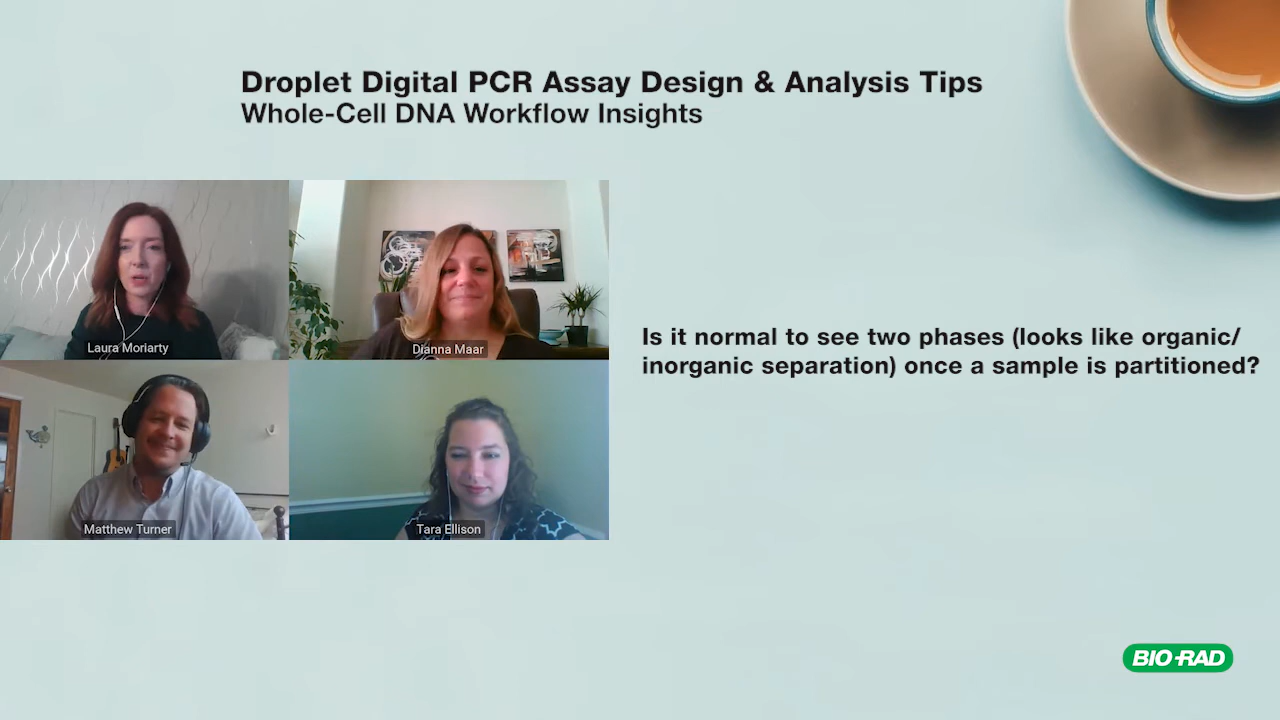 Droplet Digital PCR Assay Design & Analysis Tips
Whole-Cell DNA Workflow Insights
Laura Moriarty
Dianna Maar
Is it normal to see two phases (looks like organic/
inorganic separation) once a sample is partitioned?
Matthew Turner
Tara Ellison
BIO-RAD